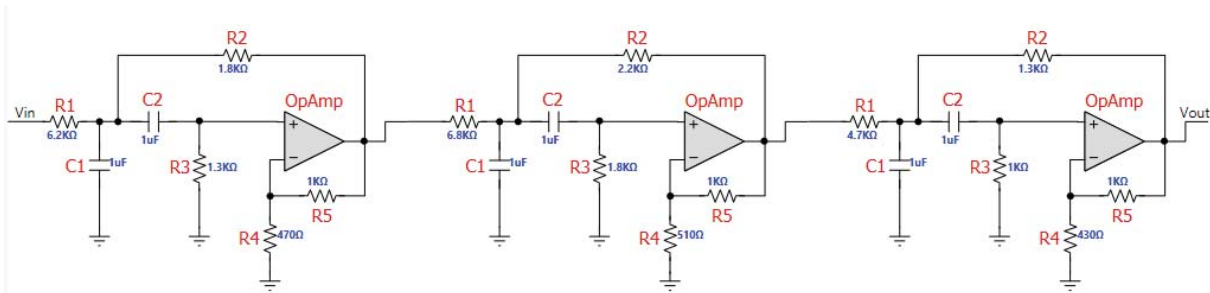 Vin
R1
6.2KΩ
C1
1uF
C2
1uF
R2
1.8KΩ
R3
1.3KΩ
OpAmp
+
−
1KΩ
R5
R4
470Ω
R1
6.8KΩ
C1
1uF
C2
1uF
R2
2.2KΩ
R3
1.8KΩ
OpAmp
+
−
1KΩ
R5
R4
510Ω
R1
4.7KΩ
C1
1uF
C2
1uF
R2
1.3KΩ
R3
1KΩ
OpAmp
+
−
1KΩ
R5
R4
430Ω
Vout